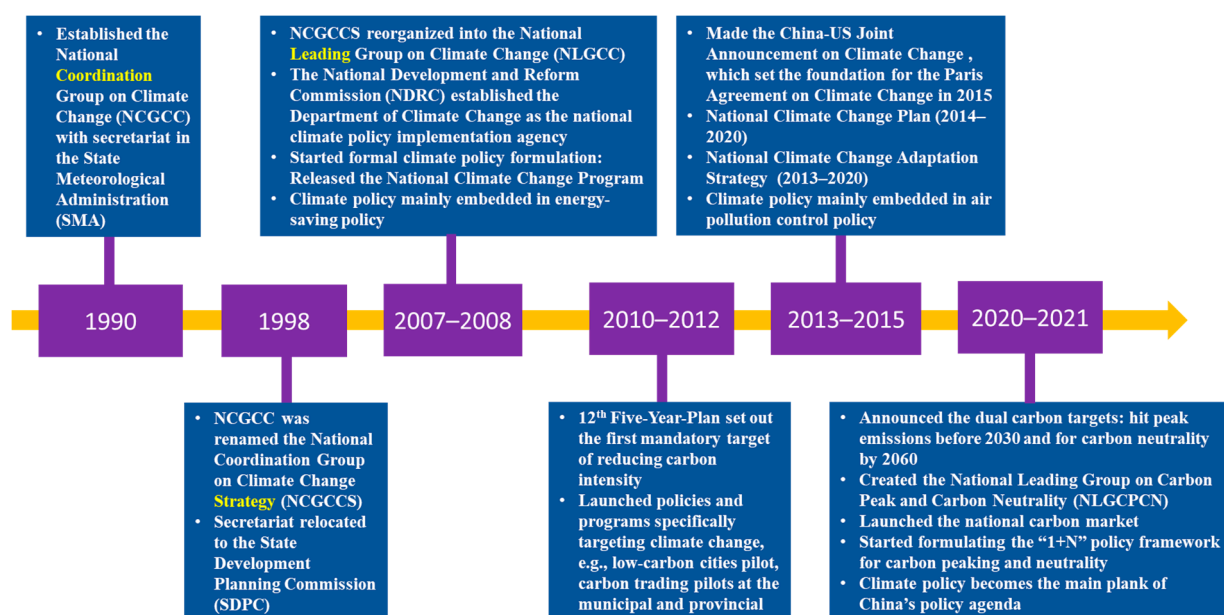 • Established the
National
Coordination
Group on Climate
Change (NCGCC)
with secretariat in
the State
Meteorological
Administration
(SMA)
• NCGCCS reorganized into the National
Leading Group on Climate Change (NLGCC)
• The National Development and Reform
Commission (NDRC) established the
Department of Climate Change as the national
climate policy implementation agency
• Started formal climate policy formulation:
Released the National Climate Change Program
• Climate policy mainly embedded in energy-
saving policy
• Made the China-US Joint
Announcement on Climate Change ,
which set the foundation for the Paris
Agreement on Climate Change in 2015
• National Climate Change Plan (2014–
2020)
• National Climate Change Adaptation
Strategy (2013–2020)
• Climate policy mainly embedded in air
pollution control policy
1990
1998
2007–2008
2010–2012
2013–2015
2020–2021
• NCGCC was
renamed the National
Coordination Group
on Climate Change
Strategy (NCGCCS)
• Secretariat relocated
to the State
Development
Planning Commission
(SDPC)
• 12th Five-Year-Plan set out
the first mandatory target
of reducing carbon
intensity
• Launched policies and
programs specifically
targeting climate change,
e.g., low-carbon cities pilot,
carbon trading pilots at the
municipal and provincial
• Announced the dual carbon targets: hit peak
emissions before 2030 and for carbon neutrality
by 2060
• Created the National Leading Group on Carbon
Peak and Carbon Neutrality (NLGCPCN)
• Launched the national carbon market
• Started formulating the “1+N” policy framework
for carbon peaking and neutrality
• Climate policy becomes the main plank of
China’s policy agenda